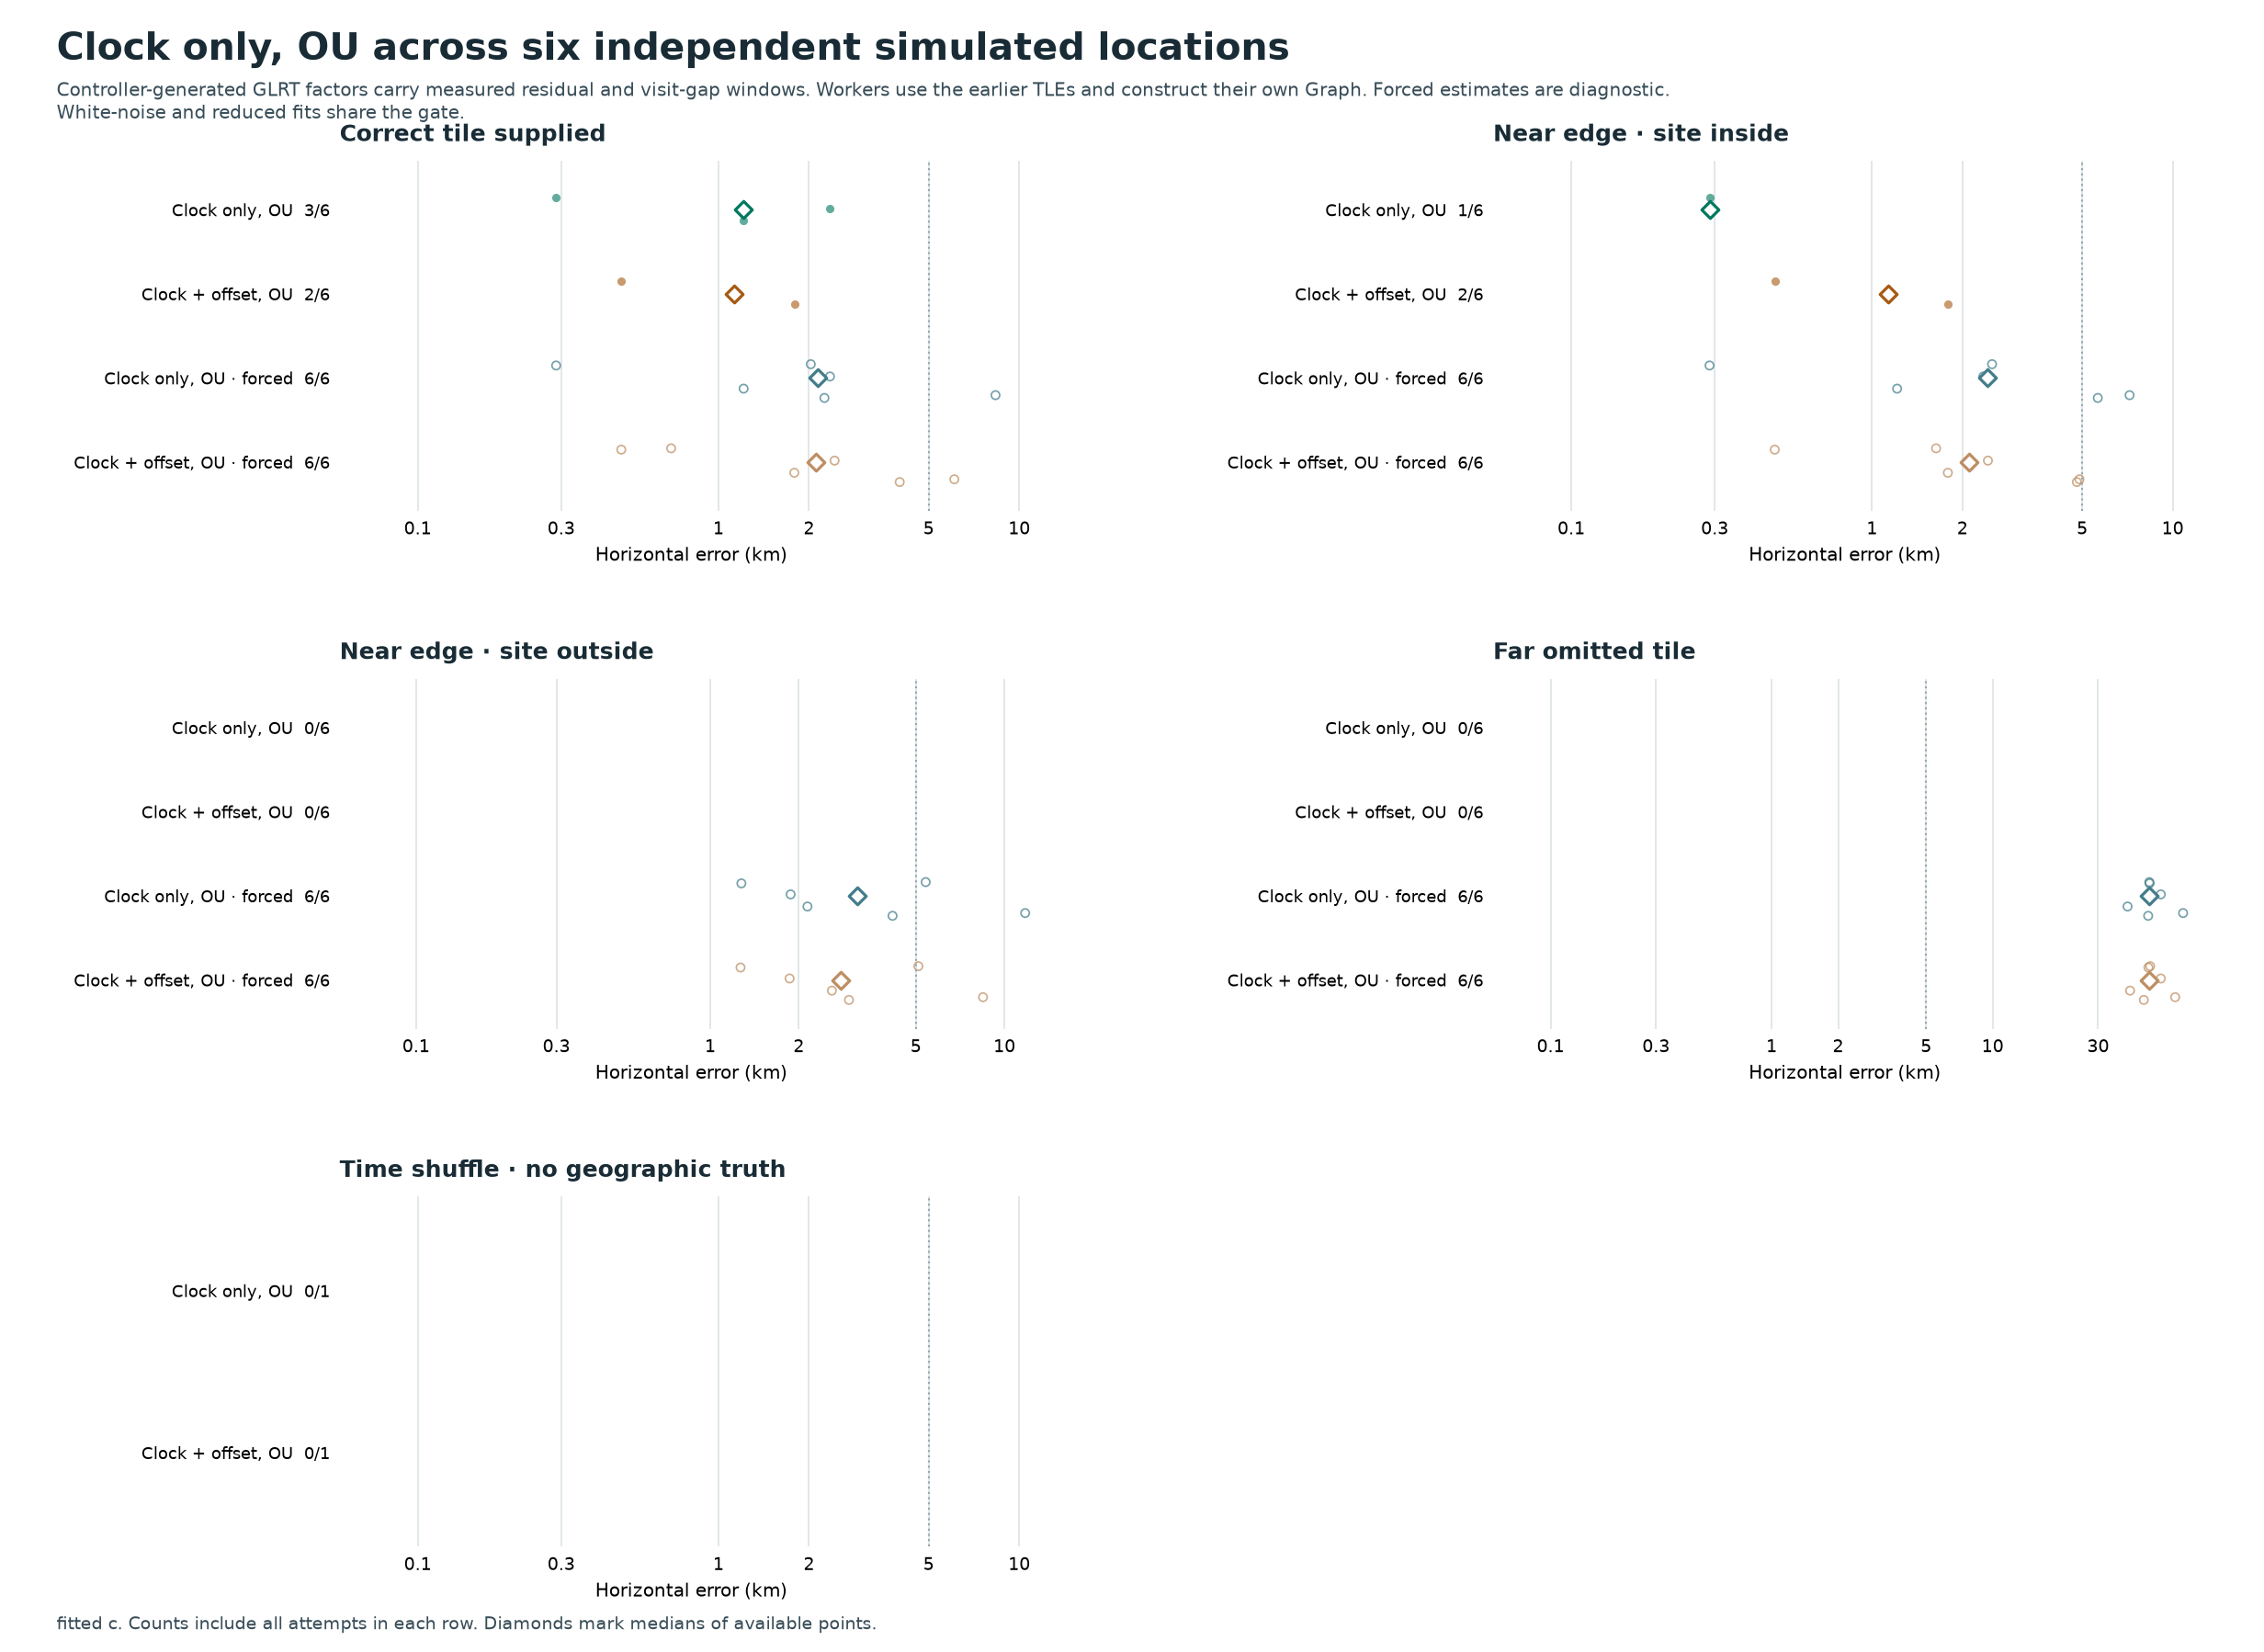 Clock only, OU across six independent simulated locations
Controller-generated GLRT factors carry measured residual and visit-gap windows. Workers use the earlier TLEs and construct their own Graph. Forced estimates are diagnostic.
White-noise and reduced fits share the gate.
Correct tile supplied
Clock only, OU 3/6
Clock + offset, OU 2/6
Clock only, OU · forced 6/6
Clock + offset, OU · forced 6/6
0.1 0.3 1 2 5 10
Horizontal error (km)
Near edge · site inside
Clock only, OU 1/6
Clock + offset, OU 2/6
Clock only, OU · forced 6/6
Clock + offset, OU · forced 6/6
0.1 0.3 1 2 5 10
Horizontal error (km)
Near edge · site outside
Clock only, OU 0/6
Clock + offset, OU 0/6
Clock only, OU · forced 6/6
Clock + offset, OU · forced 6/6
0.1 0.3 1 2 5 10
Horizontal error (km)
Far omitted tile
Clock only, OU 0/6
Clock + offset, OU 0/6
Clock only, OU · forced 6/6
Clock + offset, OU · forced 6/6
0.1 0.3 1 2 5 10 30
Horizontal error (km)
Time shuffle · no geographic truth
Clock only, OU 0/1
Clock + offset, OU 0/1
0.1 0.3 1 2 5 10
Horizontal error (km)
fitted c. Counts include all attempts in each row. Diamonds mark medians of available points.